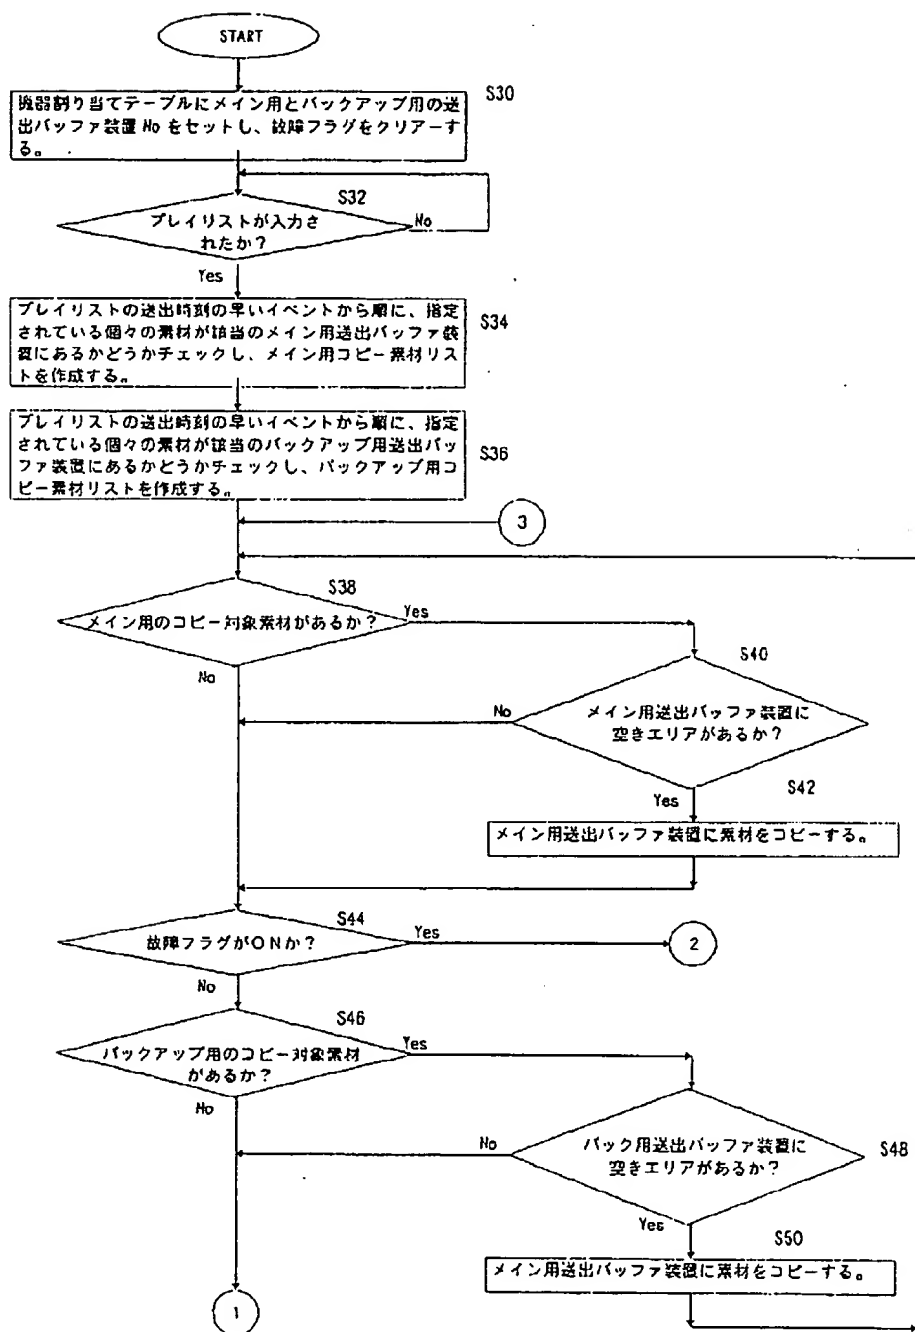 START
S30
機器割り当てテーブルにメイン用とバックアップ用の送
出バッファ装置Noをセットし、故障フラグをクリアーす
る。
S32
プレイリストが入力さ
れたか？
No
Yes
プレイリストの送出時刻の早いイベントから順に、指定
されている個々の素材が該当のメイン用送出バッファ装
置にあるかどうかチェックし、メイン用コピー素材リス
トを作成する。
S34
プレイリストの送出時刻の早いイベントから順に、指定
されている個々の素材が該当のバックアップ用送出バッ
ファ装置にあるかどうかチェックし、バックアップ用コ
ピー素材リストを作成する。
S36
3
S38
メイン用のコピー対象素材があるか？
Yes
No
S40
メイン用送出バッファ装置に
空きエリアがあるか？
No
Yes
S42
メイン用送出バッファ装置に素材をコピーする。
S44
故障フラグがONか？
Yes
2
No
S46
バックアップ用のコピー対象素材
があるか？
Yes
No
バック用送出バッファ装置に
空きエリアがあるか？
S48
No
Yes
S50
メイン用送出バッファ装置に素材をコピーする。
1